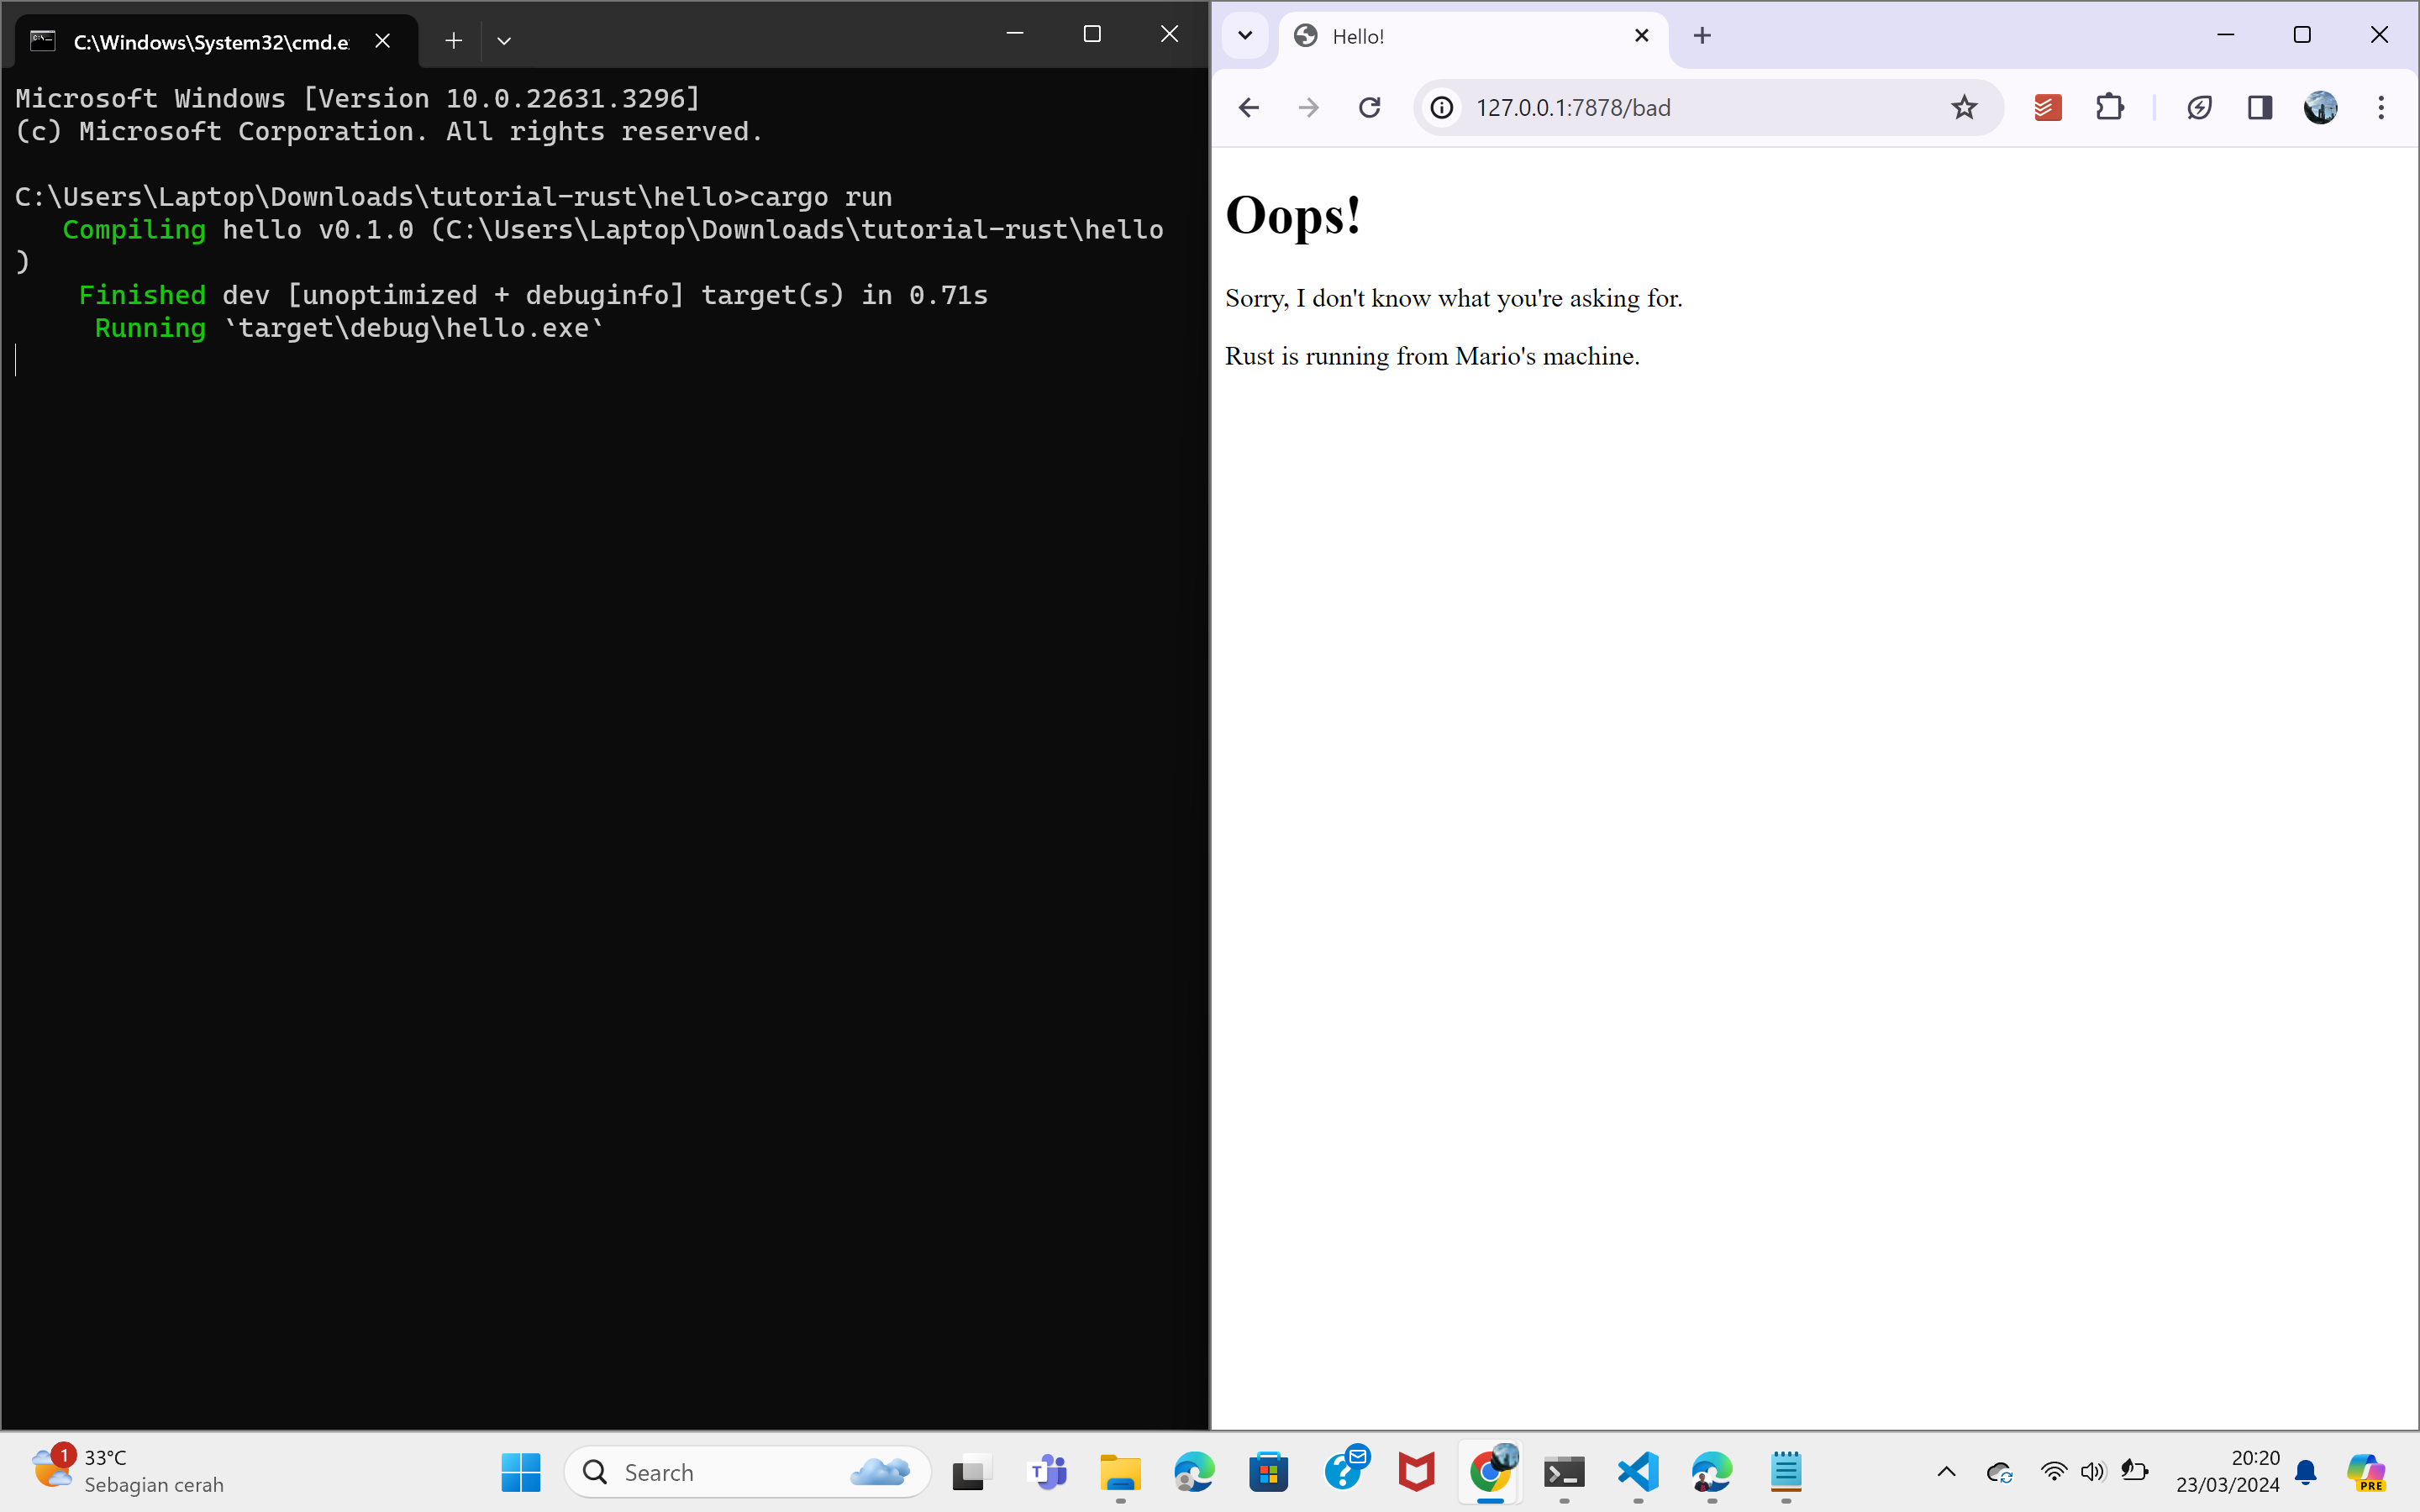 C:\Windows\System32\cmd.e
Microsoft Windows [Version 10.0.22631.3296]
(c) Microsoft Corporation. All rights reserved.
C:\Users\Laptop\Downloads\tutorial-rust\hello>cargo run
Compiling hello v0.1.0 (C:\Users\Laptop\Downloads\tutorial-rust\hello
)
Finished dev [unoptimized + debuginfo] target(s) in 0.71s
Running `target\debug\hello.exe`
Hello!
127.0.0.1:7878/bad
Oops!
Sorry, I don't know what you're asking for.
Rust is running from Mario's machine.
1
33°C
Sebagian cerah
Search
T
PRE
20:20
23/03/2024